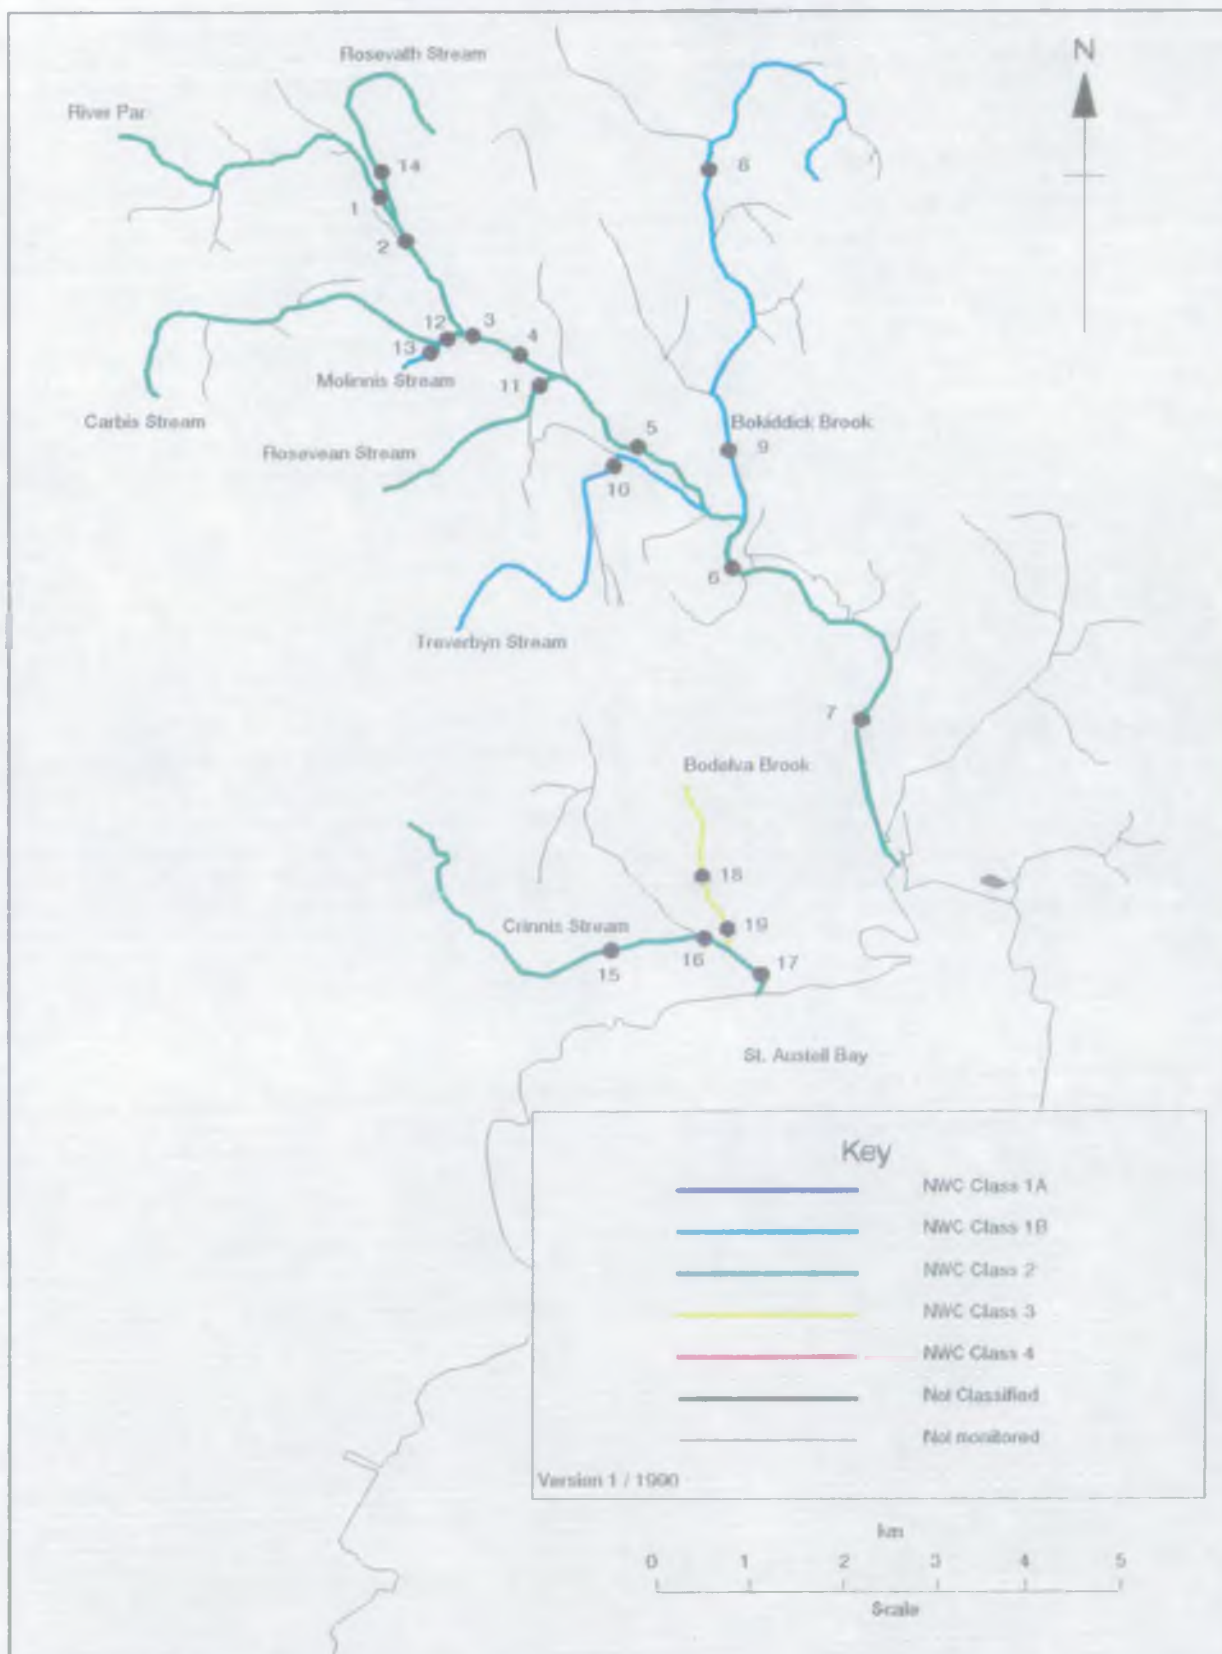 Rosevath Stream
N
River Par
14
8
1
2
12
3
4
13
Molinnis Stream
11
Carbis Stream
Bokiddick Brook
5
9
Rosevean Stream
10
6
Treverbyn Stream
7
Bodelva Brook
18
Crinnis Stream
19
16
15
17
St. Austell Bay
Key
NWC Class 1A
NWC Class 1B
NWC Class 2
NWC Class 3
NWC Class 4
Not Classified
Not monitored
Version 1 / 1990
km
0 1 2 3 4 5
Scale